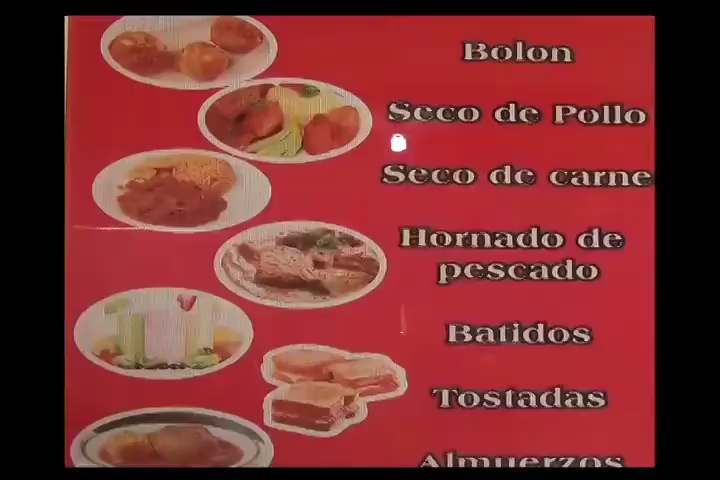 Bolon
Seco de Pollo
Seco de carne
Hornado de
pescado
Batidos
Tostadas
Almuerzos